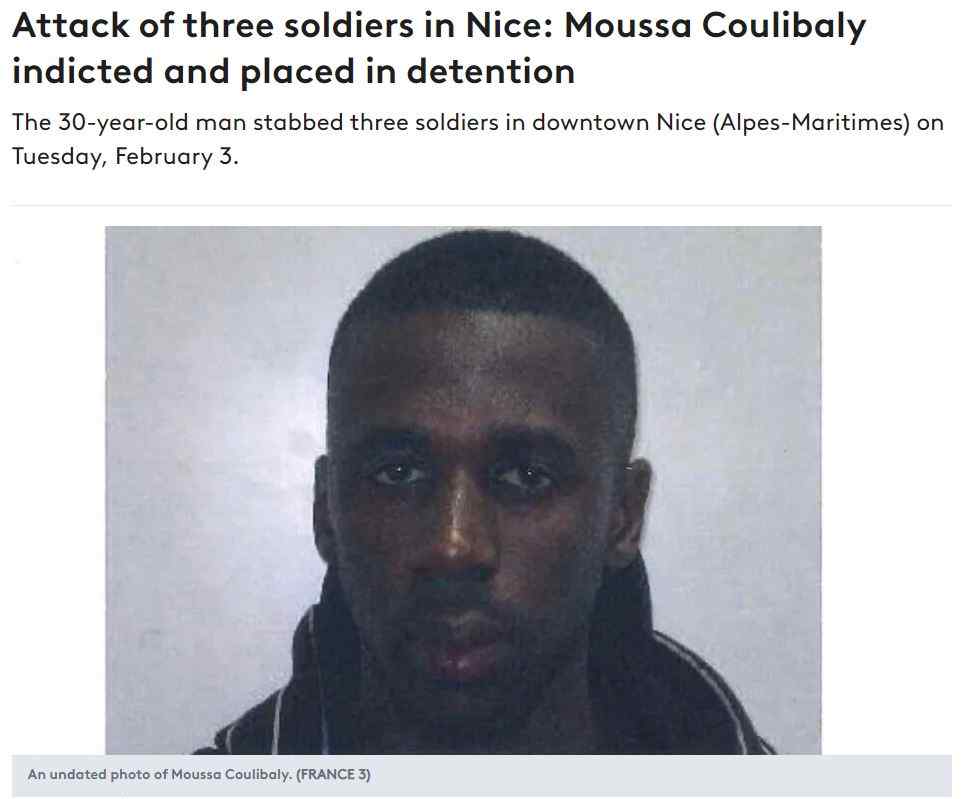 Attack of three soldiers in Nice: Moussa Coulibaly
indicted and placed in detention
The 30-year-old man stabbed three soldiers in downtown Nice (Alpes-Maritimes) on
Tuesday, February 3.
An undated photo of Moussa Coulibaly. (FRANCE 3)